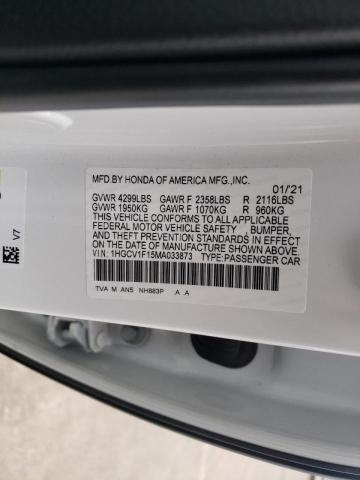 MFD.BY HONDA OF AMERICA MFG.,INC. 01/21
GVWR 4299LBS GAWR F 2358LBS R 2116LBS
GVWR 1950KG GAWR F 1070KG R 960KG
THIS VEHICLE CONFORMS TO ALL APPLICABLE
FEDERAL MOTOR VEHICLE SAFETY , BUMPER,
AND THEFT PREVENTION STANDARDS IN EFFECT
ON THE DATE OF MANUFACTURE SHOWN ABOVE.
VIN: 1HGCV1F15MA033873 TYPE:PASSENGER CAR
TVA M AN5 NH883P A A
V7